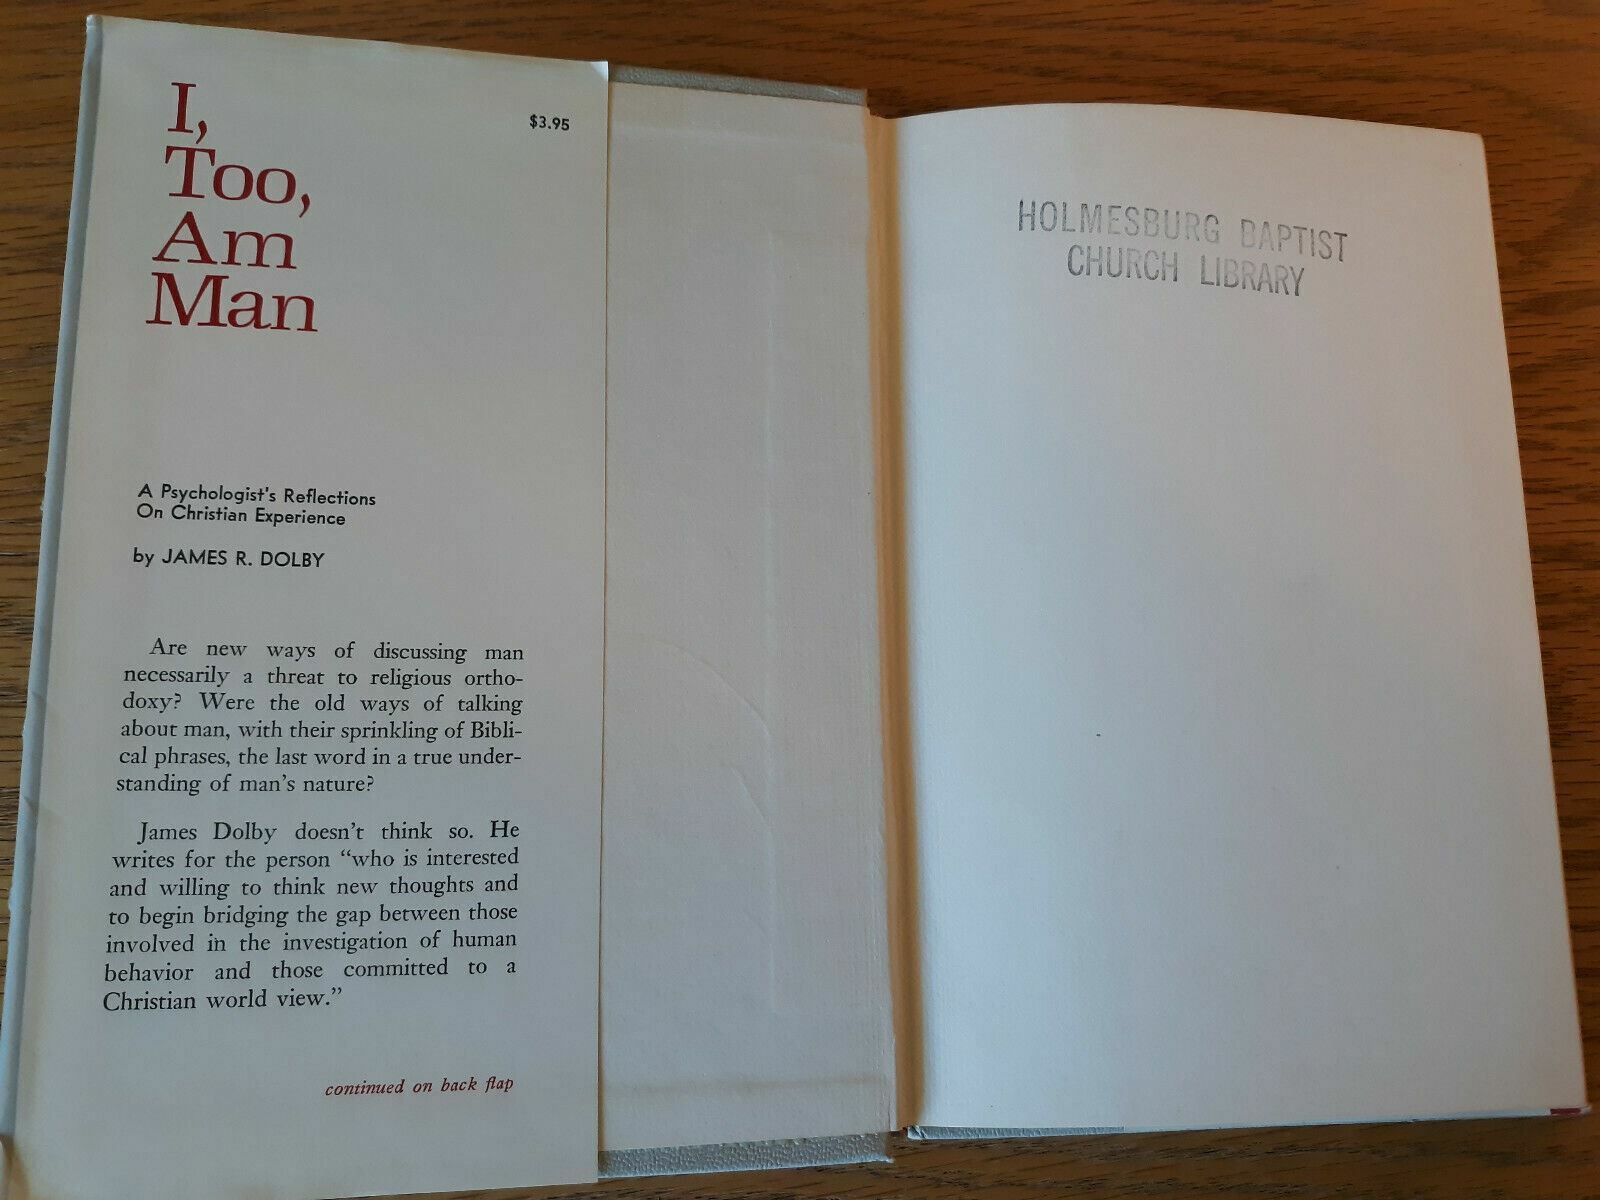 I,
Too,
Am
Man
$3.95
A Psychologist's Reflections
On Christian Experience
by JAMES R. DOLBY
Are new ways of discussing man
necessarily a threat to religious ortho-
doxy? Were the old ways of talking
about man, with their sprinkling of Bibli-
cal phrases, the last word in a true under-
standing of man's nature?
James Dolby doesn't think so. He
writes for the person "who is interested
and willing to think new thoughts and
to begin bridging the gap between those
involved in the investigation of human
behavior and those committed to a
Christian world view."
continued on back flap
HOLMESBURG BAPTIST
CHURCH LIBRARY